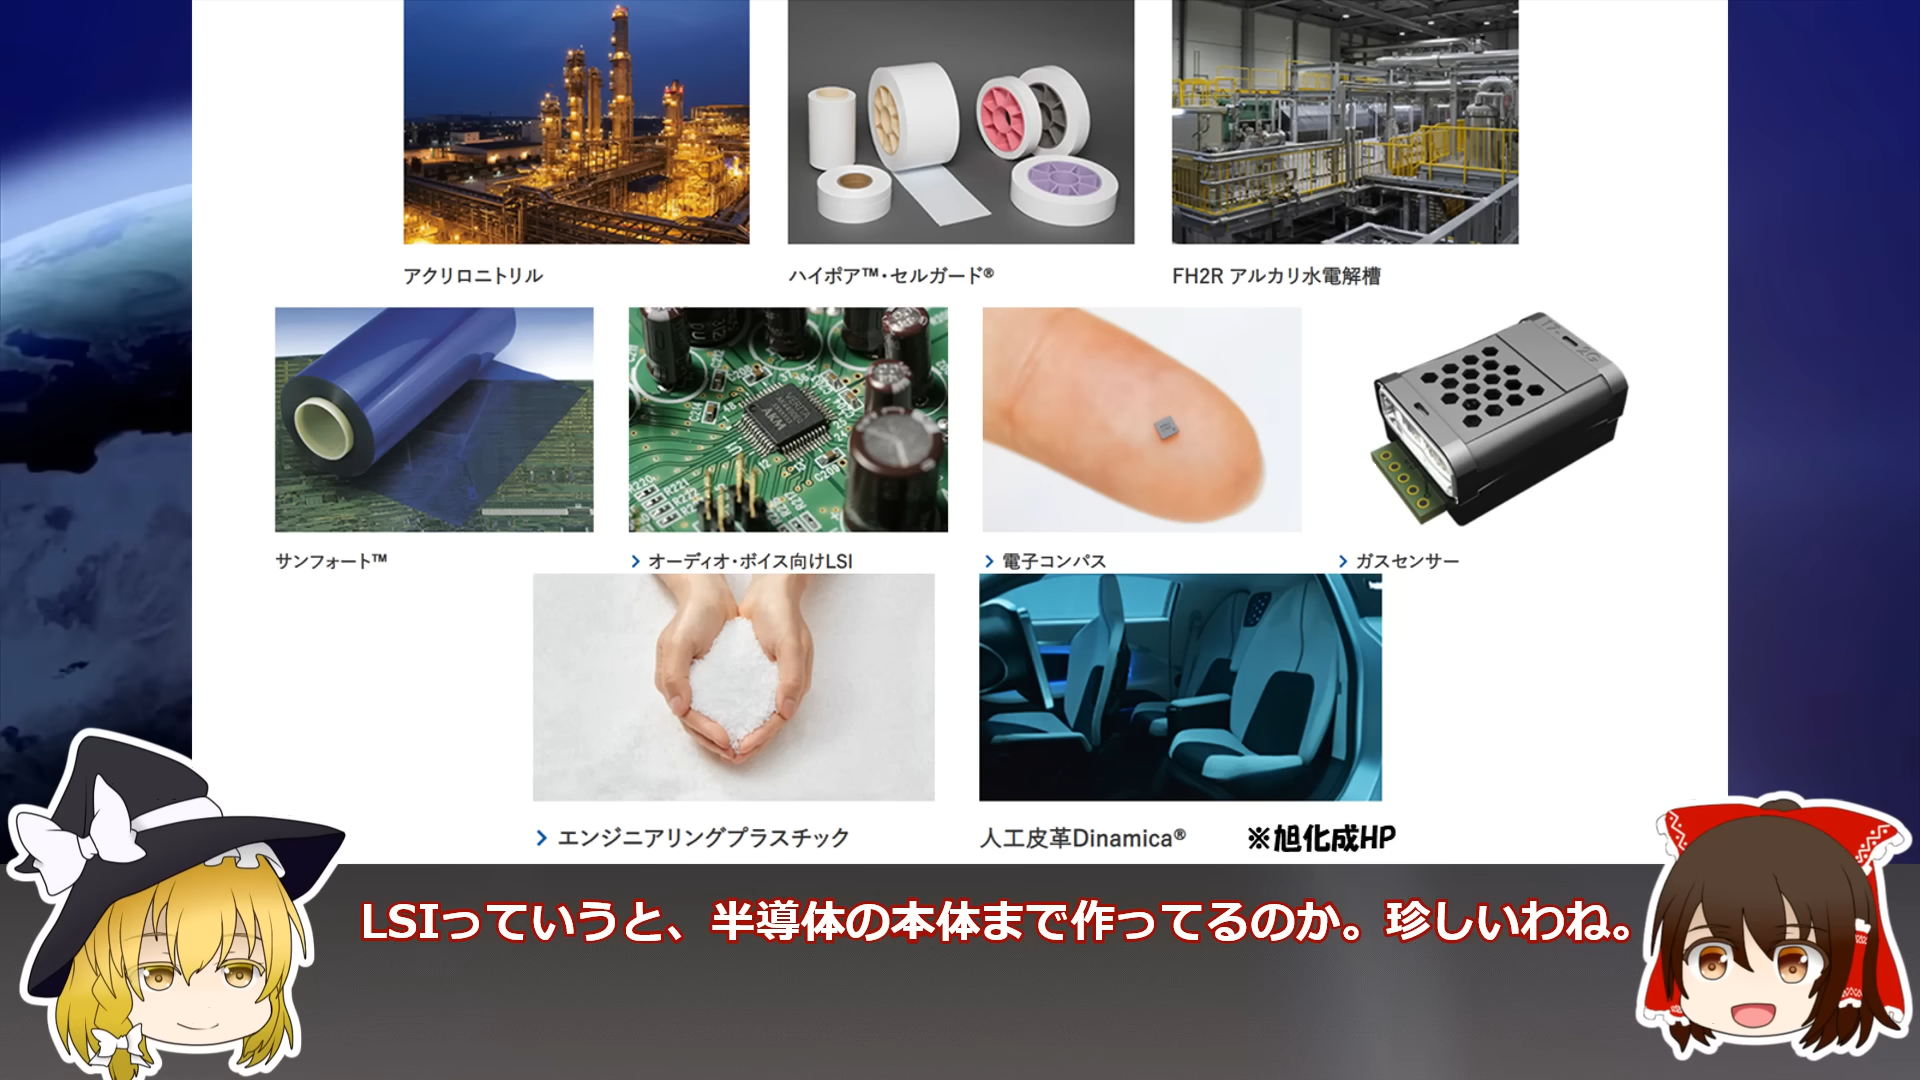 アクリロニトリル
ハイポア™・セルガード®
FH2R アルカリ水電解槽
サンフォート™
オーディオ・ボイス向けLSI
電子コンパス
ガスセンサー
エンジニアリングプラスチック
人工皮革Dinamica®
※旭化成HP
LSIっていうと、半導体の本体まで作ってるのか。珍しいわね。